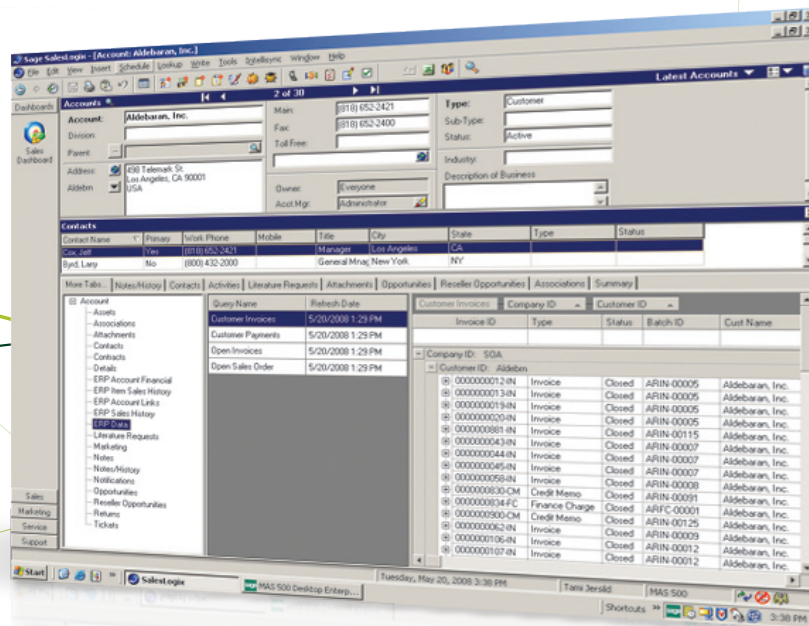 Sage SalesLogix - [Account: Aldebaran, Inc.]
File Edit View Insert Schedule Lookup Write Tools Intellisync Window Help
Latest Accounts
Dashboards
Sales Dashboard
Accounts
2 of 30
Account: Aldebaran, Inc.
Division:
Parent:
Address: 498 Telemark St.
Los Angeles, CA 90001
USA
Aldebrn
Main: (818) 652-2421
Fax: (818) 652-2400
Toll Free:
Owner: Everyone
Acct Mgr: Administrator
Type: Customer
Sub-Type:
Status: Active
Industry:
Description of Business
Contacts
Contact Name Primary Work Phone Mobile Title City State Type Status
Cox, Jeff Yes (818) 652-2421 Manager Los Angeles CA
Byrd, Larry No (800) 432-2000 General Mnag New York NY
More Tabs... Notes/History Contacts Activities Literature Requests Attachments Opportunities Reseller Opportunities Associations Summary
Account
Assets
Associations
Attachments
Contacts
Contracts
Details
ERP Account Financial
ERP Item Sales History
ERP Account Links
ERP Sales History
ERP Data
Literature Requests
Marketing
Notes
Notes/History
Notifications
Opportunities
Reseller Opportunities
Returns
Tickets
Query Name Refresh Date
Customer Invoices 5/20/2008 1:29 PM
Customer Payments 5/20/2008 1:29 PM
Open Invoices 5/20/2008 1:29 PM
Open Sales Order 5/20/2008 1:29 PM
Customer Invoices Company ID Customer ID
Invoice ID Type Status Batch ID Cust Name
Company ID: SOA
Customer ID: Aldebrn
0000000012-IN Invoice Closed ARIN-00005 Aldebaran, Inc.
0000000013-IN Invoice Closed ARIN-00005 Aldebaran, Inc.
0000000019-IN Invoice Closed ARIN-00005 Aldebaran, Inc.
0000000020-IN Invoice Closed ARIN-00005 Aldebaran, Inc.
0000000881-IN Invoice Closed ARIN-00115 Aldebaran, Inc.
0000000043-IN Invoice Closed ARIN-00007 Aldebaran, Inc.
0000000044-IN Invoice Closed ARIN-00007 Aldebaran, Inc.
0000000045-IN Invoice Closed ARIN-00007 Aldebaran, Inc.
0000000058-IN Invoice Closed ARIN-00008 Aldebaran, Inc.
0000000830-CM Credit Memo Closed ARIN-00091 Aldebaran, Inc.
0000000834-FC Finance Charge Closed ARFC-00001 Aldebaran, Inc.
0000000900-CM Credit Memo Closed ARIN-00125 Aldebaran, Inc.
0000000062-IN Invoice Closed ARIN-00009 Aldebaran, Inc.
0000000106-IN Invoice Closed ARIN-00012 Aldebaran, Inc.
0000000107-IN Invoice Closed ARIN-00012 Aldebaran, Inc.
Sales
Marketing
Service
Support
Start SalesLogix MAS 500 Desktop Enterp...
Tuesday, May 20, 2008 3:38 PM Tami Jerslid MAS 500
Shortcuts sage 3:38 PM